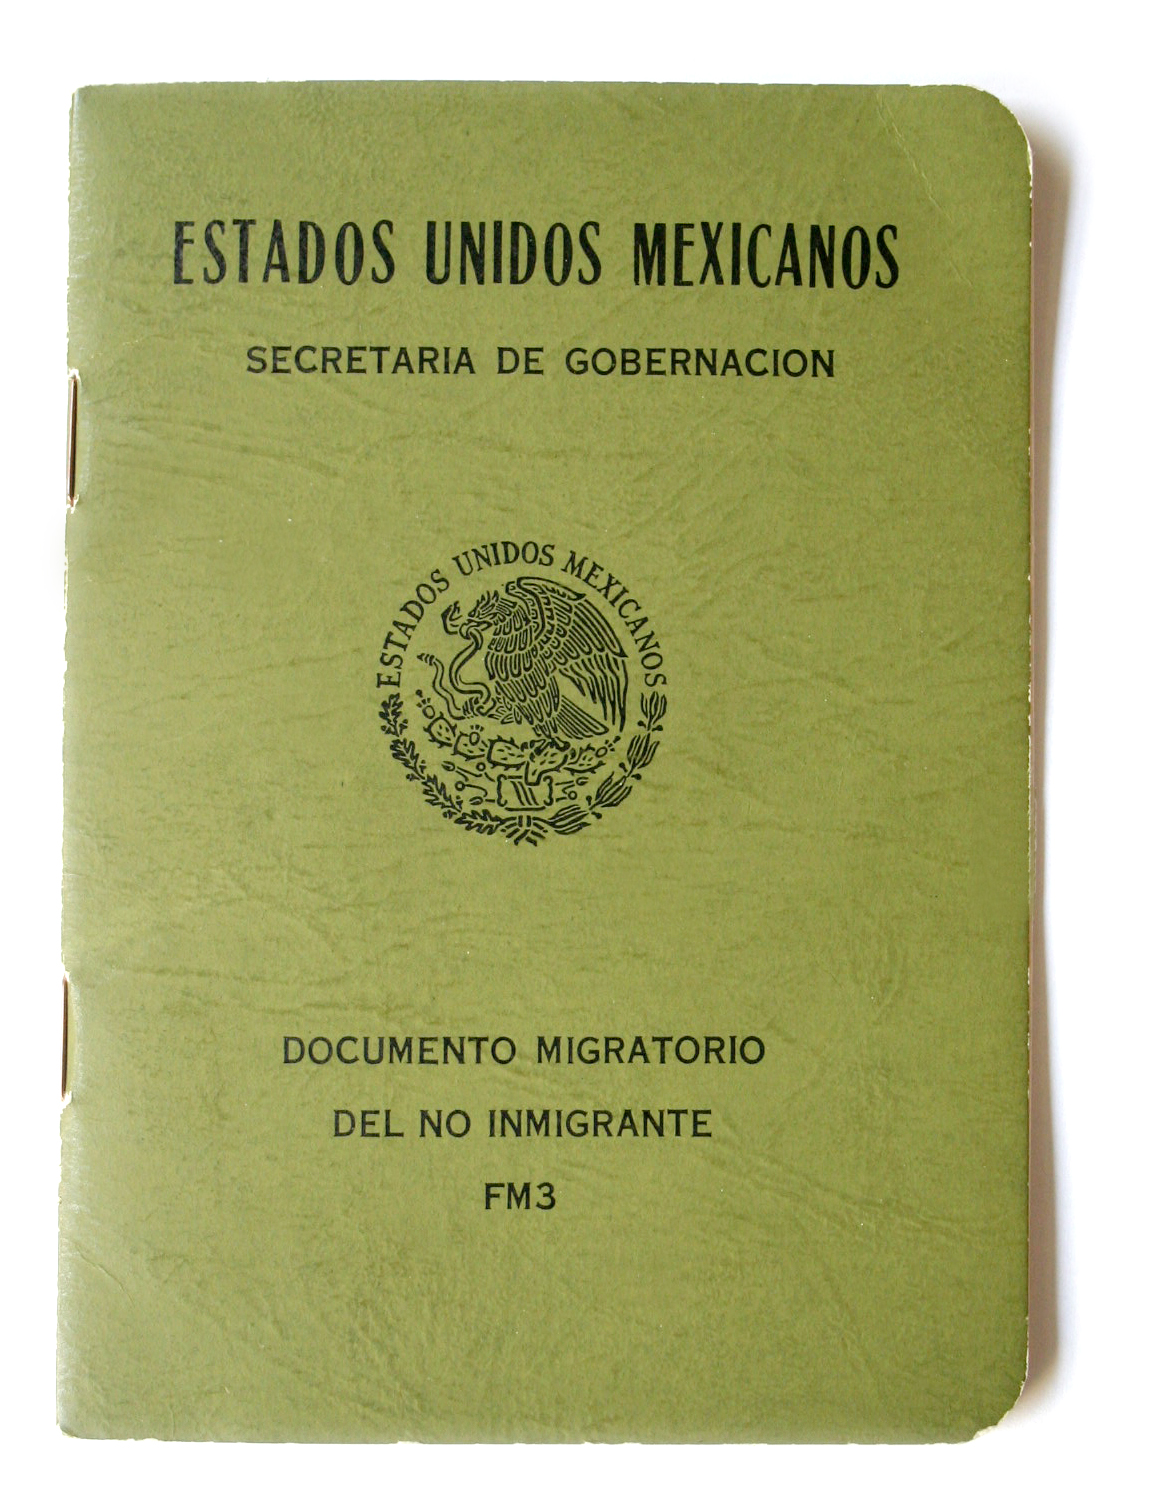 ESTADOS UNIDOS MEXICANOS
SECRETARIA DE GOBERNACION
ESTADOS UNIDOS MEXICANOS
DOCUMENTO MIGRATORIO
DEL NO INMIGRANTE
FM3